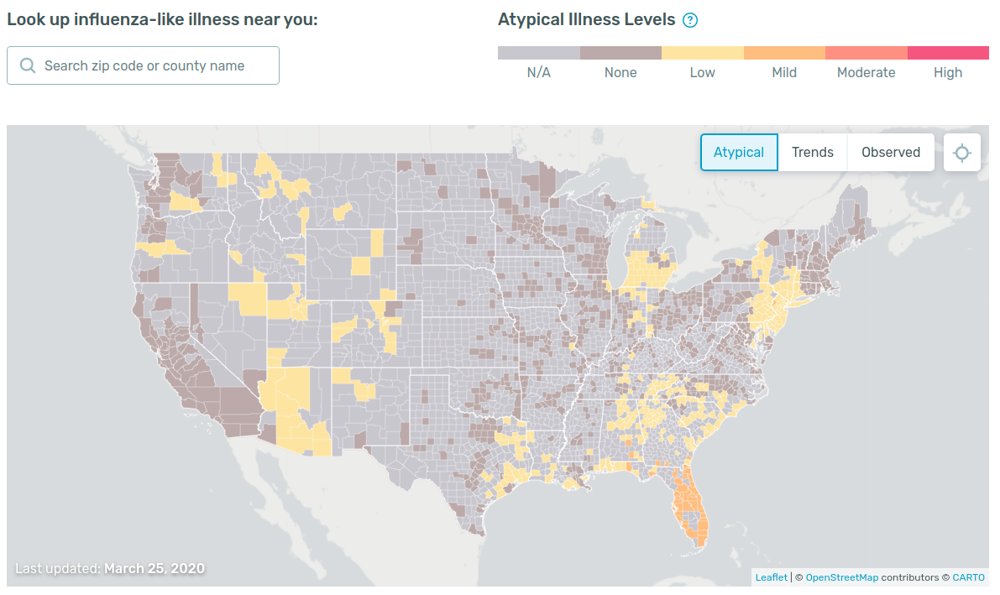 Look up influenza-like illness near you:
Search zip code or county name
Atypical Illness Levels ?
N/A None Low Mild Moderate High
Atypical Trends Observed
Last updated: March 25, 2020
Leaflet | © OpenStreetMap contributors © CARTO